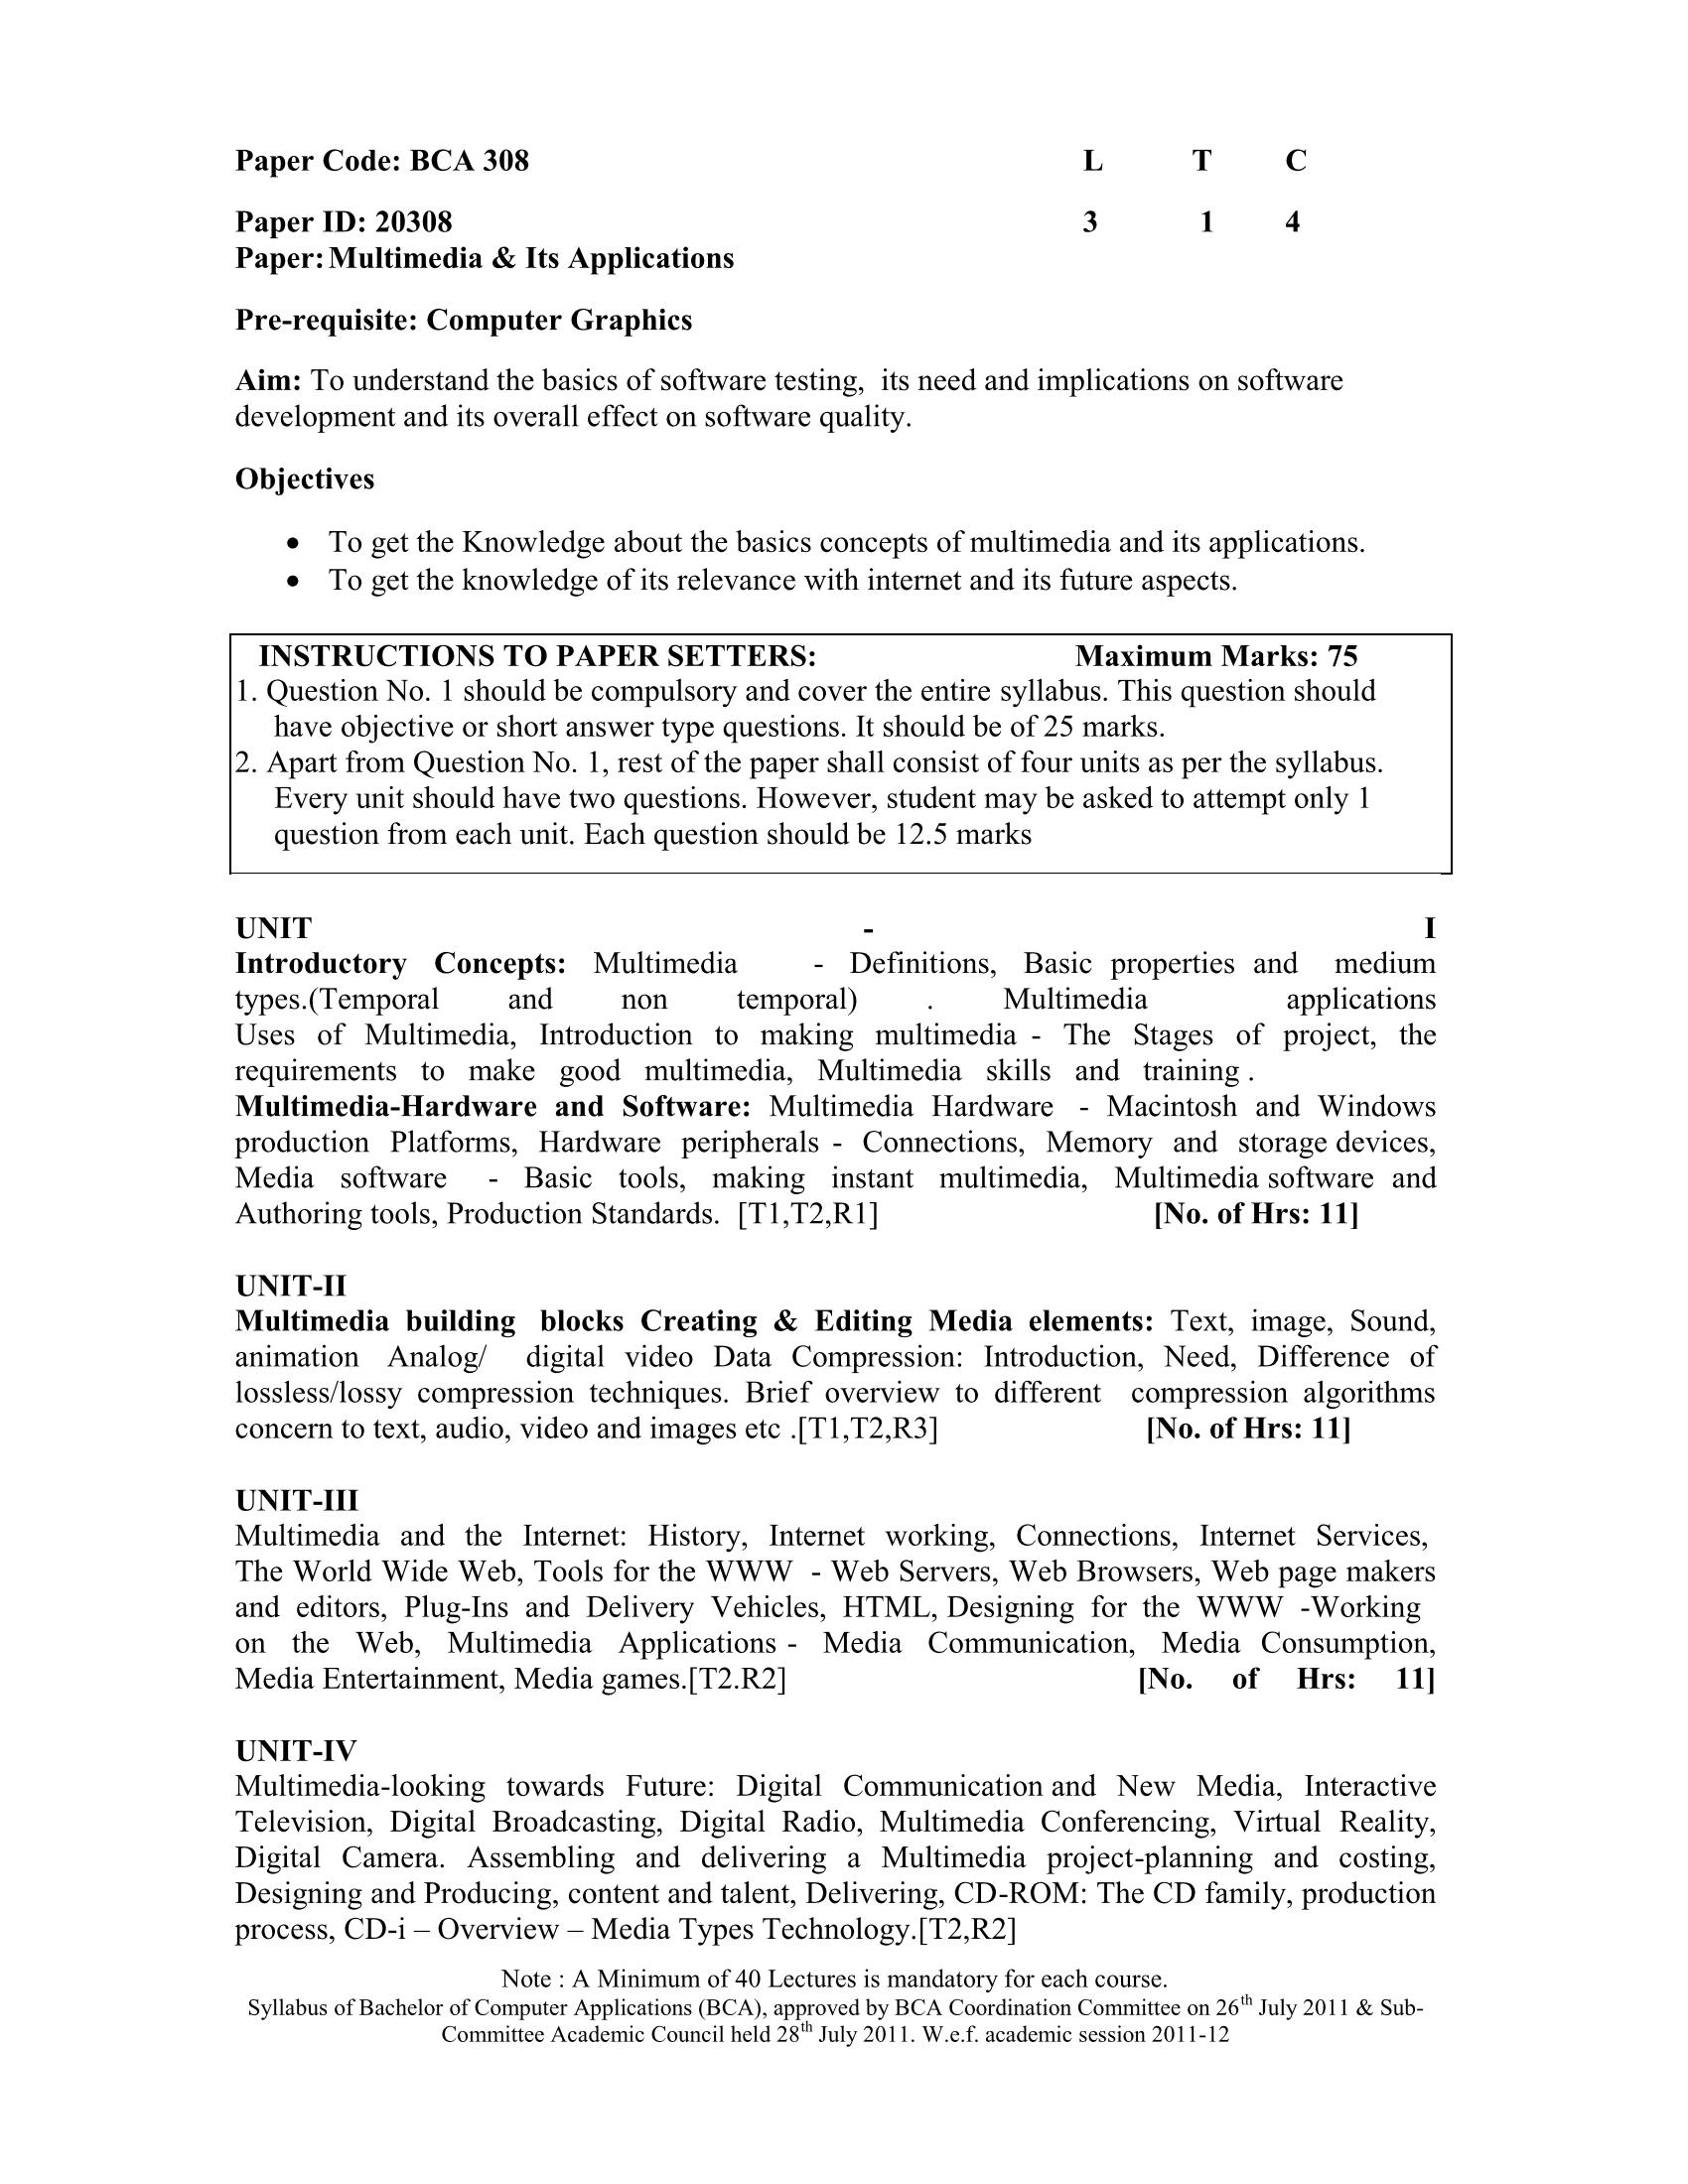 Paper Code: BCA 308 L T C
Paper ID: 20308 3 1 4
Paper: Multimedia & Its Applications
Pre-requisite: Computer Graphics
Aim: To understand the basics of software testing, its need and implications on software
development and its overall effect on software quality.
Objectives
• To get the Knowledge about the basics concepts of multimedia and its applications.
• To get the knowledge of its relevance with internet and its future aspects.
INSTRUCTIONS TO PAPER SETTERS: Maximum Marks: 75
1. Question No. 1 should be compulsory and cover the entire syllabus. This question should
have objective or short answer type questions. It should be of 25 marks.
2. Apart from Question No. 1, rest of the paper shall consist of four units as per the syllabus.
Every unit should have two questions. However, student may be asked to attempt only 1
question from each unit. Each question should be 12.5 marks
UNIT - I
Introductory Concepts: Multimedia - Definitions, Basic properties and medium
types.(Temporal and non temporal) . Multimedia applications
Uses of Multimedia, Introduction to making multimedia - The Stages of project, the
requirements to make good multimedia, Multimedia skills and training .
Multimedia-Hardware and Software: Multimedia Hardware - Macintosh and Windows
production Platforms, Hardware peripherals - Connections, Memory and storage devices,
Media software - Basic tools, making instant multimedia, Multimedia software and
Authoring tools, Production Standards. [T1,T2,R1] [No. of Hrs: 11]
UNIT-II
Multimedia building blocks Creating & Editing Media elements: Text, image, Sound,
animation Analog/ digital video Data Compression: Introduction, Need, Difference of
lossless/lossy compression techniques. Brief overview to different compression algorithms
concern to text, audio, video and images etc .[T1,T2,R3] [No. of Hrs: 11]
UNIT-III
Multimedia and the Internet: History, Internet working, Connections, Internet Services,
The World Wide Web, Tools for the WWW - Web Servers, Web Browsers, Web page makers
and editors, Plug-Ins and Delivery Vehicles, HTML, Designing for the WWW -Working
on the Web, Multimedia Applications - Media Communication, Media Consumption,
Media Entertainment, Media games.[T2.R2] [No. of Hrs: 11]
UNIT-IV
Multimedia-looking towards Future: Digital Communication and New Media, Interactive
Television, Digital Broadcasting, Digital Radio, Multimedia Conferencing, Virtual Reality,
Digital Camera. Assembling and delivering a Multimedia project-planning and costing,
Designing and Producing, content and talent, Delivering, CD-ROM: The CD family, production
process, CD-i – Overview – Media Types Technology.[T2,R2]
Note : A Minimum of 40 Lectures is mandatory for each course.
Syllabus of Bachelor of Computer Applications (BCA), approved by BCA Coordination Committee on 26th July 2011 & Sub-
Committee Academic Council held 28th July 2011. W.e.f. academic session 2011-12